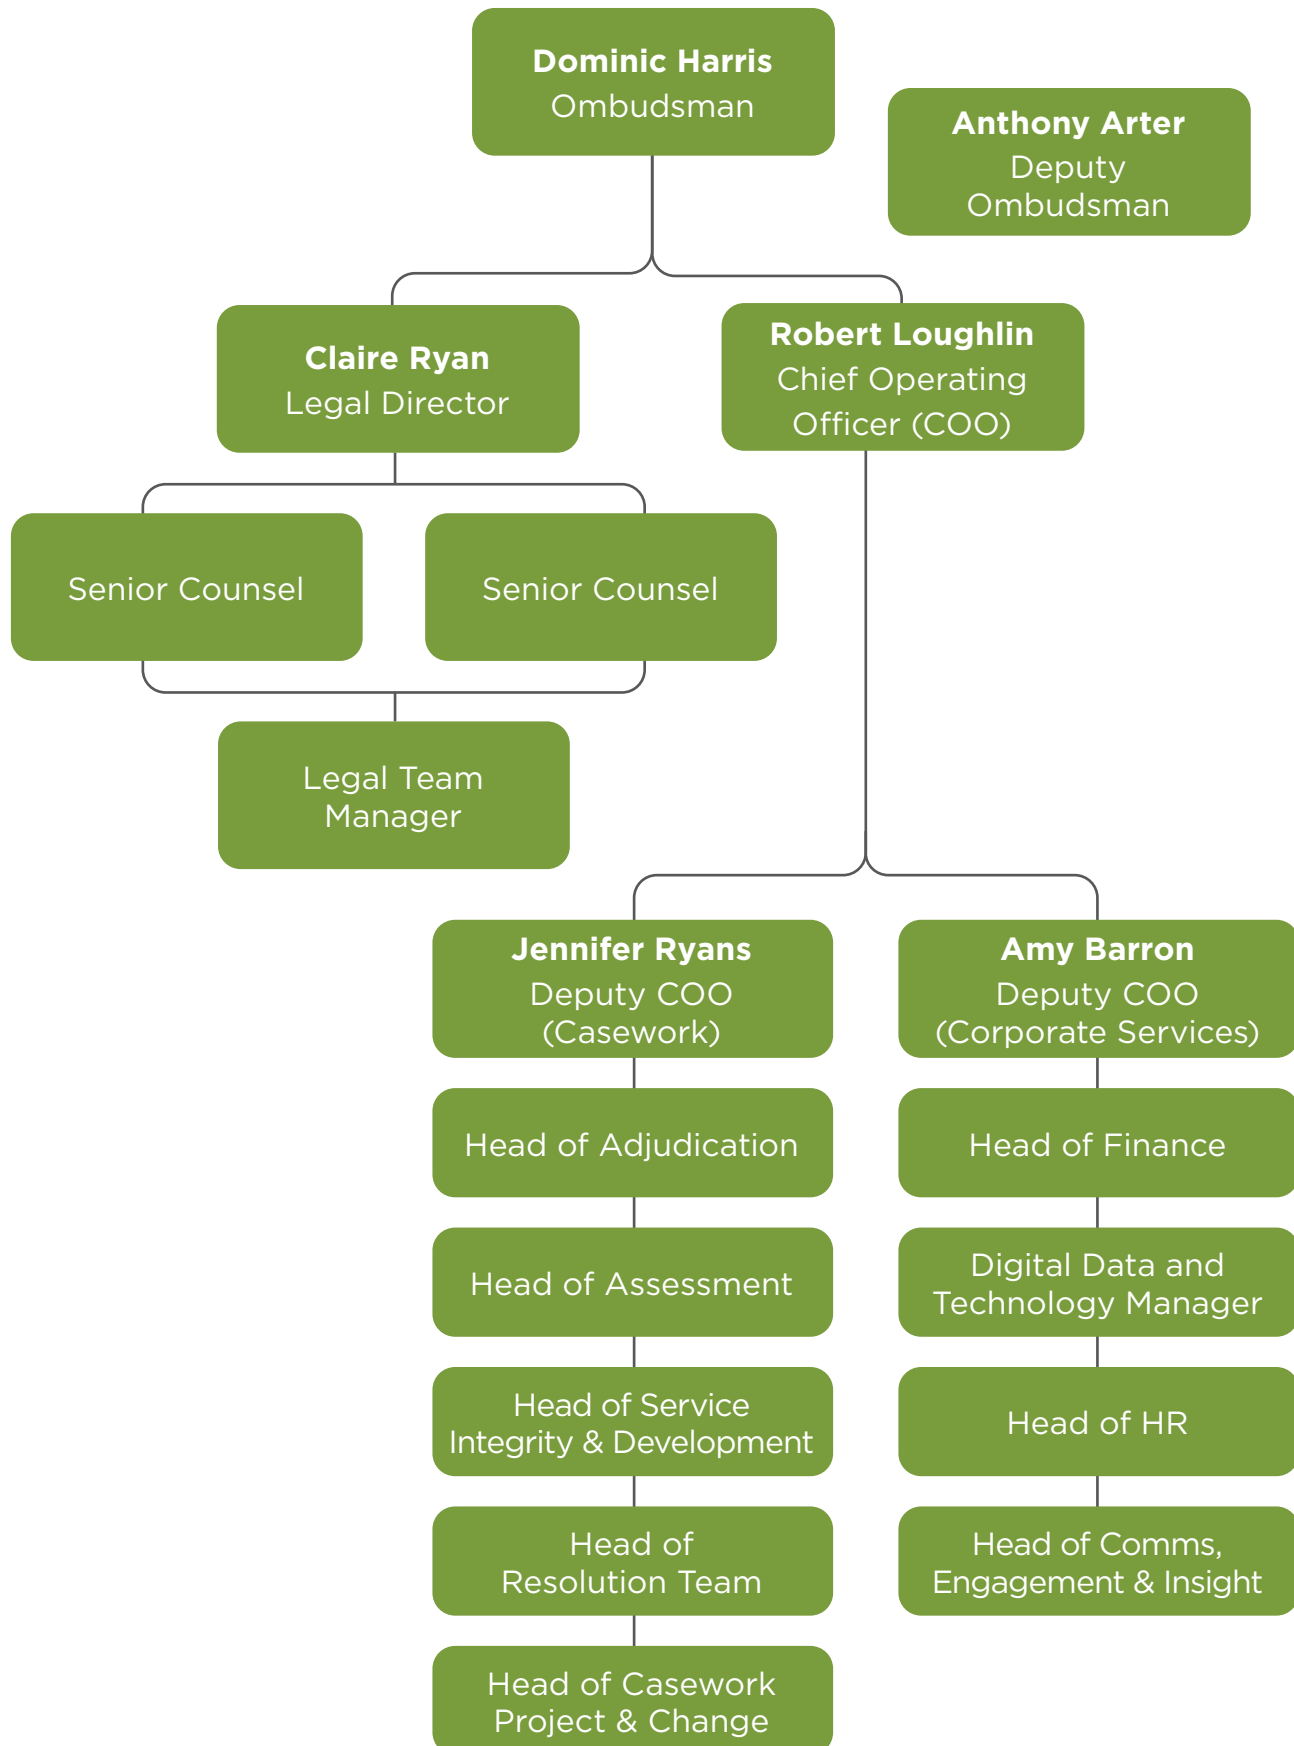 Dominic Harris
Ombudsman
Anthony Arter
Deputy
Ombudsman
Claire Ryan
Legal Director
Robert Loughlin
Chief Operating
Officer (COO)
Senior Counsel
Senior Counsel
Legal Team
Manager
Jennifer Ryans
Deputy COO
(Casework)
Amy Barron
Deputy COO
(Corporate Services)
Head of Adjudication
Head of Finance
Head of Assessment
Digital Data and
Technology Manager
Head of Service
Integrity & Development
Head of HR
Head of
Resolution Team
Head of Comms,
Engagement & Insight
Head of Casework
Project & Change